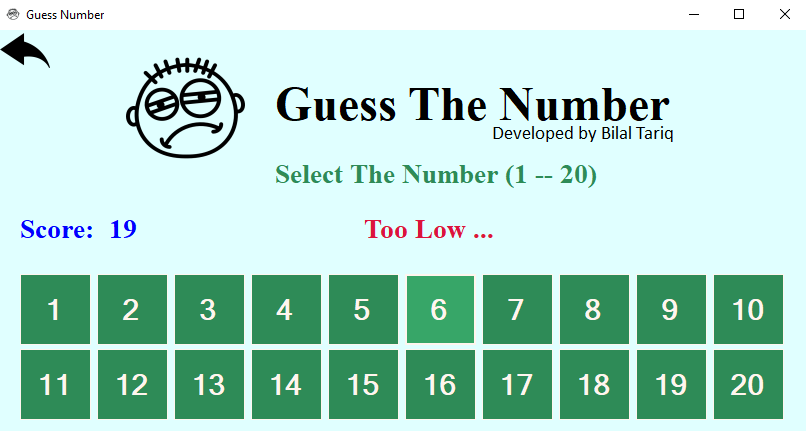 Guess Number
Guess The Number
Developed by Bilal Tariq
Select The Number (1 -- 20)
Score: 19 Too Low ...
1 2 3 4 5 6 7 8 9 10
11 12 13 14 15 16 17 18 19 20